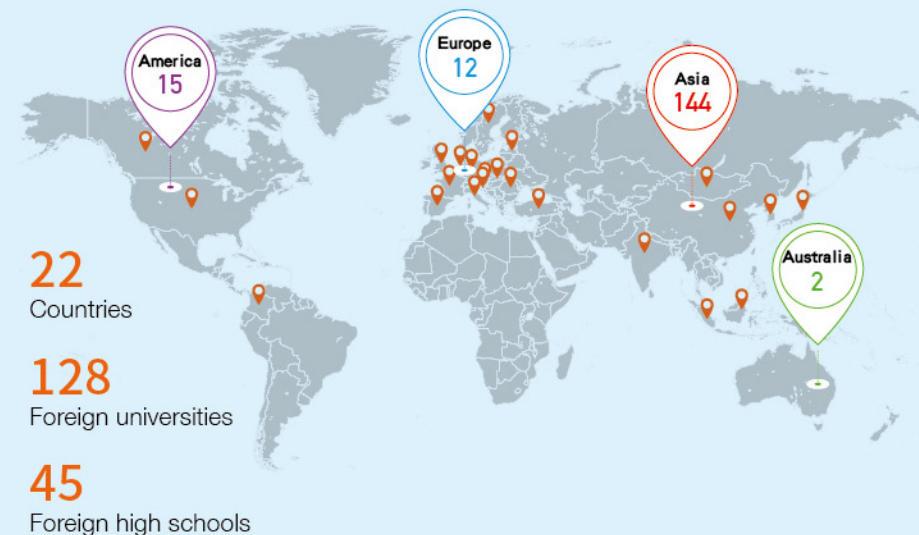 America
15
Europe
12
Asia
144
Australia
2
22
Countries
128
Foreign universities
45
Foreign high schools